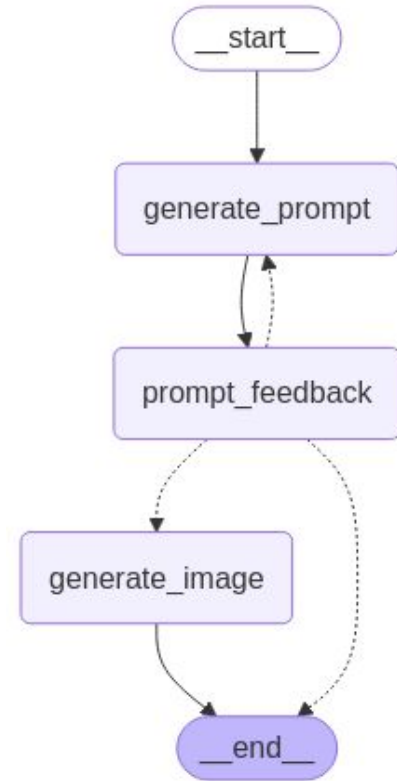 __start__
generate_prompt
prompt_feedback
generate_image
__end__